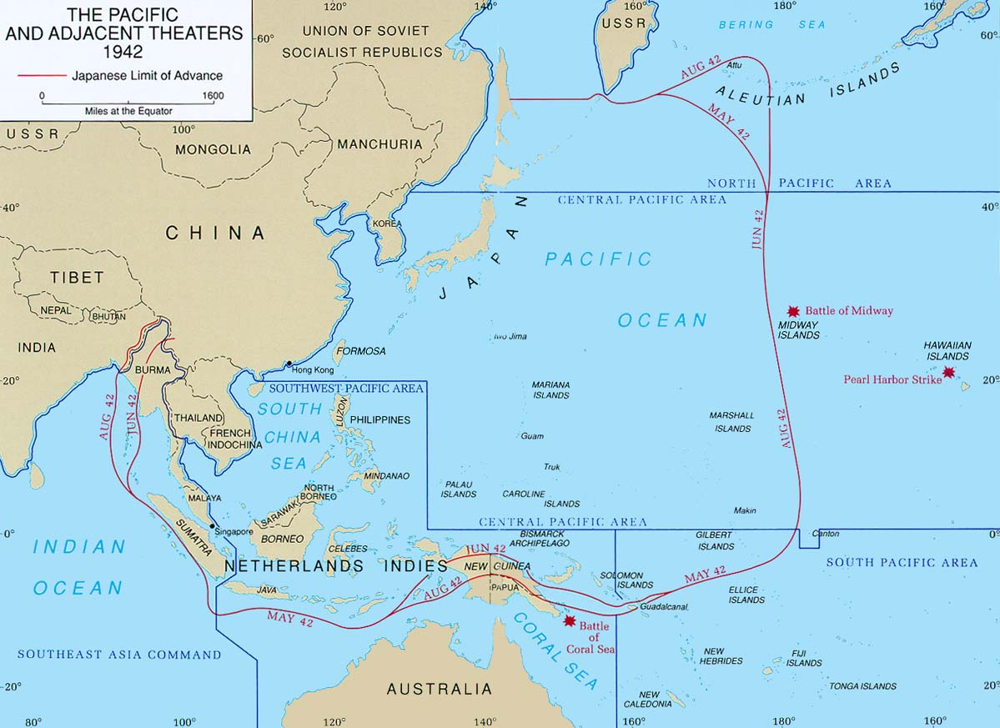 THE PACIFIC
AND ADJACENT THEATERS
1942
Japanese Limit of Advance
0
1600
Miles at the Equator
120°
140°
160°
180°
160°
60°
60°
UNION OF SOVIET
SOCIALIST REPUBLICS
USSR
BERING SEA
AUG 42
Attu
ALEUTIAN ISLANDS
MAY 42
USSR
100°
MONGOLIA
MANCHURIA
NORTH PACIFIC AREA
CENTRAL PACIFIC AREA
40°
40°
CHINA
KOREA
JAPAN
JUN 42
PACIFIC
OCEAN
TIBET
NEPAL
BHUTAN
INDIA
BURMA
Battle of Midway
MIDWAY
ISLANDS
Iwo Jima
FORMOSA
Hong Kong
HAWAIIAN
ISLANDS
Pearl Harbor Strike
20°
20°
SOUTHWEST PACIFIC AREA
SOUTH
CHINA
SEA
LUZON
PHILIPPINES
MARIANA
ISLANDS
MARSHALL
ISLANDS
AUG 42
JUN 42
AUG 42
THAILAND
FRENCH
INDOCHINA
Guam
Truk
MINDANAO
PALAU
ISLANDS
CAROLINE
ISLANDS
NORTH
BORNEO
SARAWAK
MALAYA
Makin
CENTRAL PACIFIC AREA
0°
0°
Singapore
SUMATRA
BORNEO
CELEBES
BISMARCK
ARCHIPELAGO
GILBERT
ISLANDS
Canton
INDIAN
OCEAN
NETHERLANDS INDIES
JUN 42
NEW GUINEA
SOUTH PACIFIC AREA
PAPUA
SOLOMON
ISLANDS
MAY 42
JAVA
AUG 42
Guadalcanal
ELLICE
ISLANDS
MAY 42
Battle
of
Coral Sea
CORAL SEA
SOUTHEAST ASIA COMMAND
NEW
HEBRIDES
FIJI
ISLANDS
AUSTRALIA
TONGA ISLANDS
20°
20°
NEW
CALEDONIA
80°
100°
120°
140°
160°
180°
160°